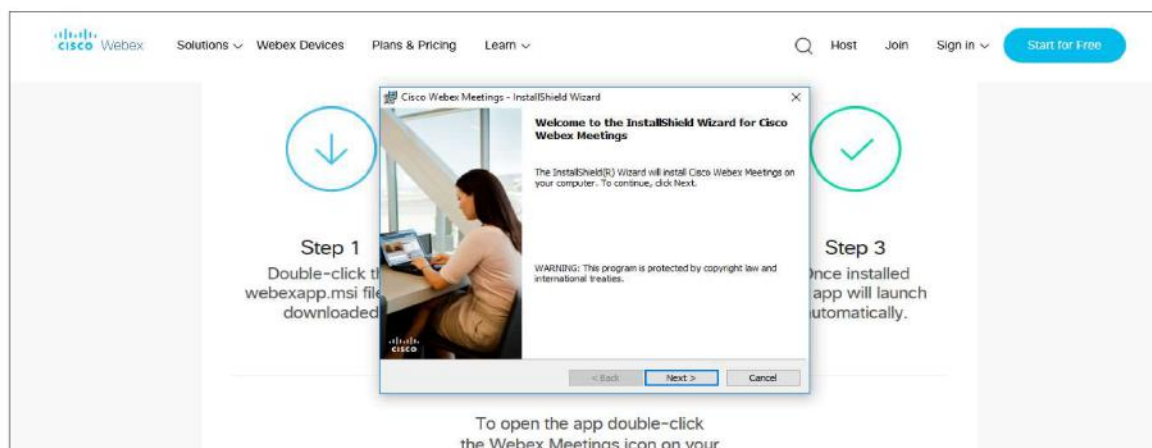 CISCO Webex Solutions Webex Devices Plans & Pricing Learn Host Join Sign in Start for Free
Cisco Webex Meetings - InstallShield Wizard
Welcome to the InstallShield Wizard for Cisco
Webex Meetings
The InstallShield(R) Wizard will install Cisco Webex Meetings on
your computer. To continue, click Next.
WARNING: This program is protected by copyright law and
international treaties.
CISCO
< Back Next > Cancel
Step 1
Double-click
webexapp.msi
downloaded
Step 3
installed
app will launch
To open the app double-click
the Webex Meetings icon on your